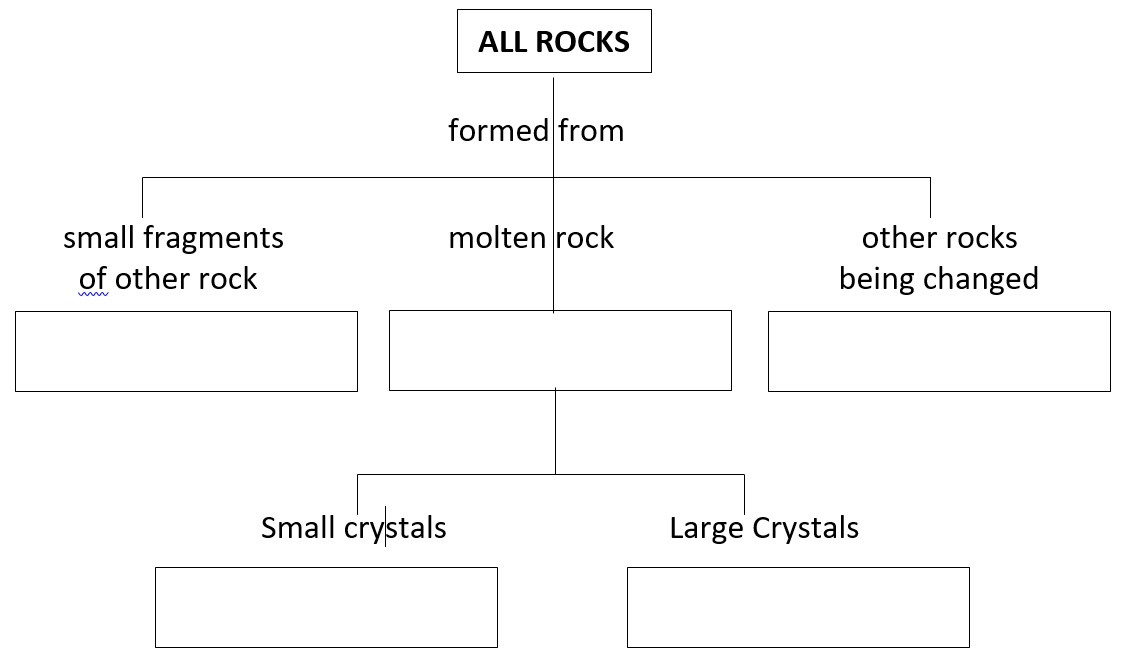 ALL ROCKS
formed from
small fragments
of other rock
molten rock
other rocks
being changed
Small crystals
Large Crystals